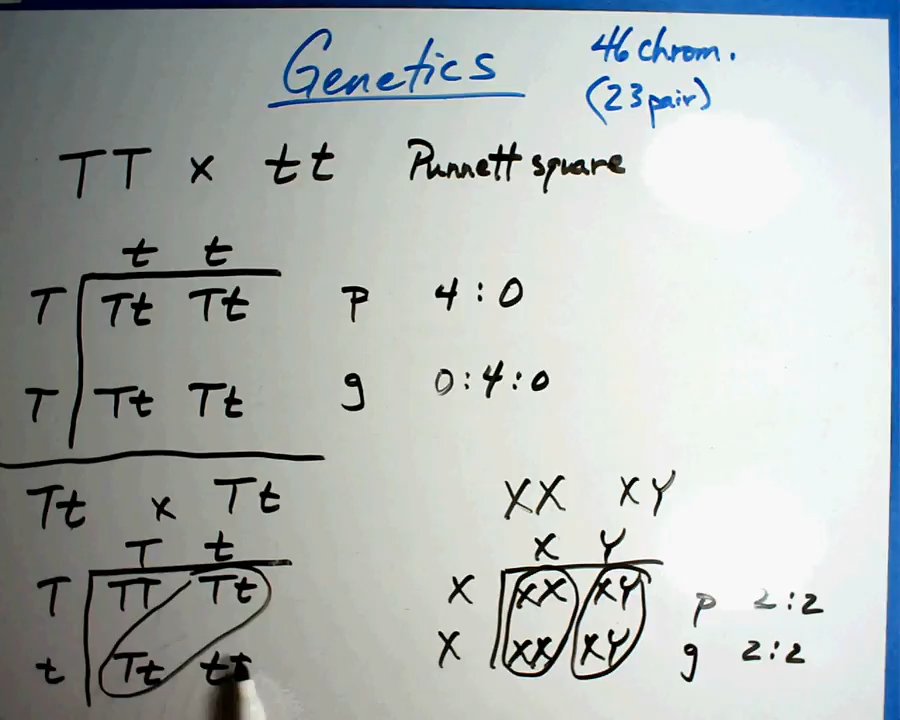 Genetics
46 chrom.
(23 pair)
TT x tt Punnett square
t t
T Tt Tt p 4:0
T Tt Tt g 0:4:0
Tt x Tt
T t
T TT Tt
t Tt tt
XX XY
X Y
X XX XY p 2:2
X XX XY g 2:2